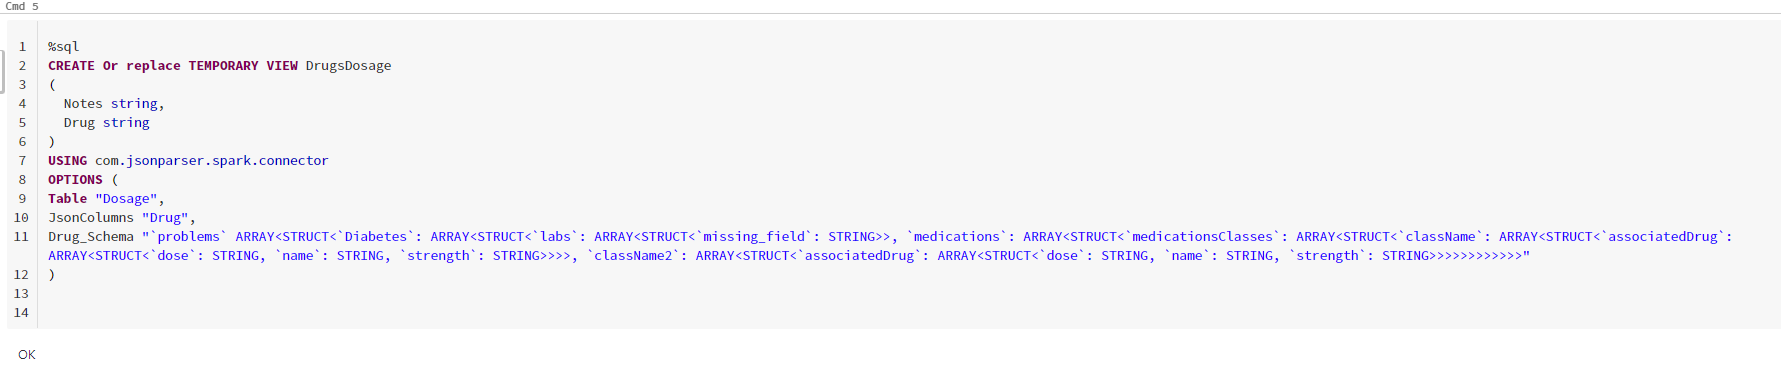 Cmd 5
1 %sql
2 CREATE Or replace TEMPORARY VIEW DrugsDosage
3 (
4 Notes string,
5 Drug string
6 )
7 USING com.jsonparser.spark.connector
8 OPTIONS (
9 Table "Dosage",
10 JsonColumns "Drug",
11 Drug_Schema "`problems` ARRAY<STRUCT<`Diabetes`: ARRAY<STRUCT<`labs`: ARRAY<STRUCT<`missing_field`: STRING>>, `medications`: ARRAY<STRUCT<`medicationsClasses`: ARRAY<STRUCT<`className`: ARRAY<STRUCT<`associatedDrug`:
ARRAY<STRUCT<`dose`: STRING, `name`: STRING, `strength`: STRING>>>>, `className2`: ARRAY<STRUCT<`associatedDrug`: ARRAY<STRUCT<`dose`: STRING, `name`: STRING, `strength`: STRING>>>>>>>>>>>>"
12 )
13
14
OK